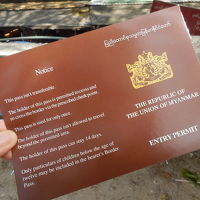 Notice
This pass isn't transferable.
The holder of this pass is permitted to cross and
re-cross the border via the prescribed check point.
This pass is valid for only once.
The holder of this pass isn't allowed to travel
beyond the permitted area.
The holder of this pass can stay 14 days.
Only particulars of children below the age of
twelve may be included in the bearer's Border
Pass.
THE REPUBLIC OF
THE UNION OF MYANMAR
ENTRY PERMIT